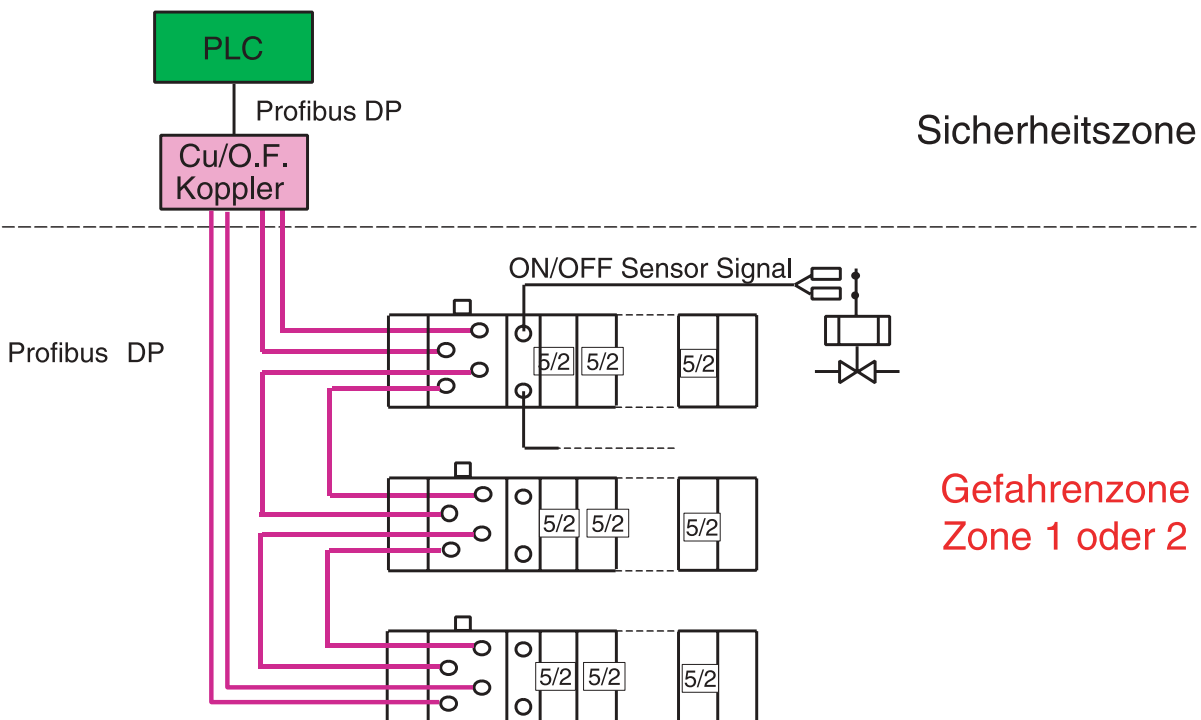 PLC
Profibus DP
Sicherheitszone
Cu/O.F.
Koppler
ON/OFF Sensor Signal
Profibus DP
5/2 5/2 5/2
Gefahrenzone
Zone 1 oder 2
5/2 5/2 5/2
5/2 5/2 5/2